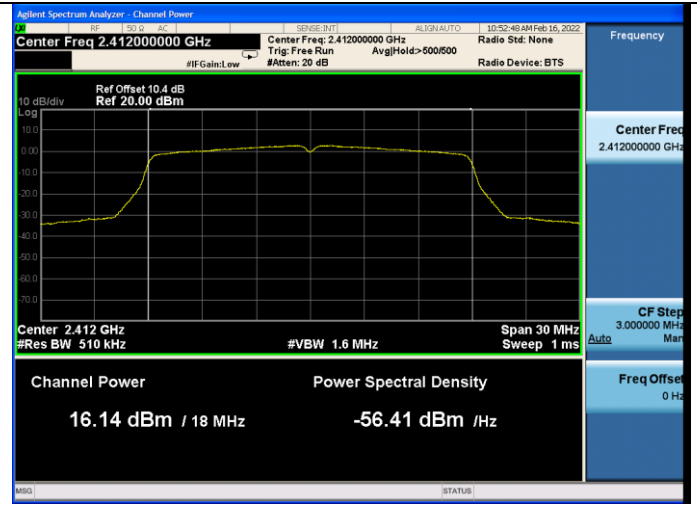 Agilent Spectrum Analyzer - Channel Power
RF 50 Ω AC SENSE:INT ALIGN AUTO 10:52:48 AM Feb 16, 2022
Center Freq 2.412000000 GHz
Center Freq: 2.412000000 GHz
Radio Std: None
Trig: Free Run Avg|Hold:>500/500
#IFGain:Low
#Atten: 20 dB
Radio Device: BTS
Frequency
Ref Offset 10.4 dB
10 dB/div Ref 20.00 dBm
Log
10.0
0.00
-10.0
-20.0
-30.0
-40.0
-50.0
-60.0
-70.0
Center 2.412 GHz
Span 30 MHz
#Res BW 510 kHz
#VBW 1.6 MHz
Sweep 1 ms
Center Freq
2.412000000 GHz
CF Step
3.000000 MHz
Auto Man
Freq Offset
0 Hz
Channel Power
Power Spectral Density
16.14 dBm / 18 MHz
-56.41 dBm /Hz
MSG
STATUS